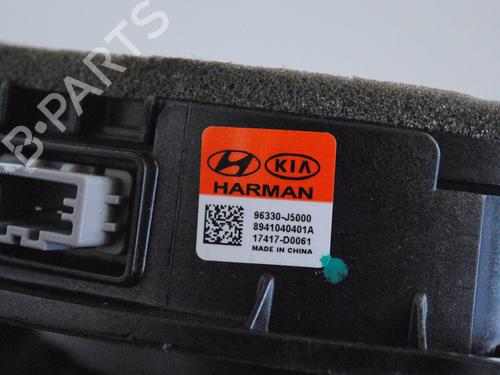 B·PARTS
KIA
HARMAN
96330-J5000
8941040401A
17417-D0061
MADE IN CHINA